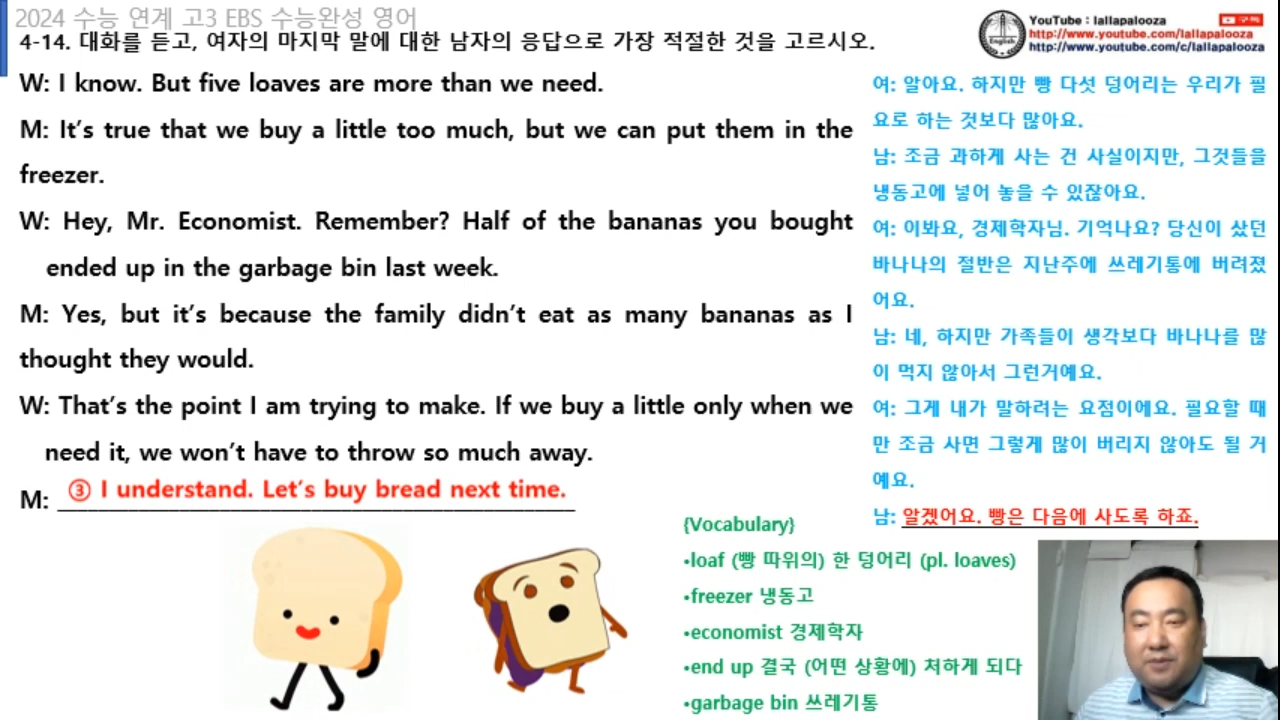 2024 수능 연계 고3 EBS 수능완성 영어
4-14. 대화를 듣고, 여자의 마지막 말에 대한 남자의 응답으로 가장 적절한 것을 고르시오.
YouTube : lallapalooza
구독
http://www.youtube.com/lallapalooza
http://www.youtube.com/c/lallapalooza
English
W: I know. But five loaves are more than we need.
M: It's true that we buy a little too much, but we can put them in the
freezer.
W: Hey, Mr. Economist. Remember? Half of the bananas you bought
ended up in the garbage bin last week.
M: Yes, but it's because the family didn't eat as many bananas as I
thought they would.
W: That's the point I am trying to make. If we buy a little only when we
need it, we won't have to throw so much away.
M: ③ I understand. Let's buy bread next time.
여: 알아요. 하지만 빵 다섯 덩어리는 우리가 필
요로 하는 것보다 많아요.
남: 조금 과하게 사는 건 사실이지만, 그것들을
냉동고에 넣어 놓을 수 있잖아요.
여: 이봐요, 경제학자님. 기억나요? 당신이 샀던
바나나의 절반은 지난주에 쓰레기통에 버려졌
어요.
남: 네, 하지만 가족들이 생각보다 바나나를 많
이 먹지 않아서 그런거예요.
여: 그게 내가 말하려는 요점이에요. 필요할 때
만 조금 사면 그렇게 많이 버리지 않아도 될 거
예요.
남: 알겠어요. 빵은 다음에 사도록 하죠.
{Vocabulary}
•loaf (빵 따위의) 한 덩어리 (pl. loaves)
•freezer 냉동고
•economist 경제학자
•end up 결국 (어떤 상황에) 처하게 되다
•garbage bin 쓰레기통